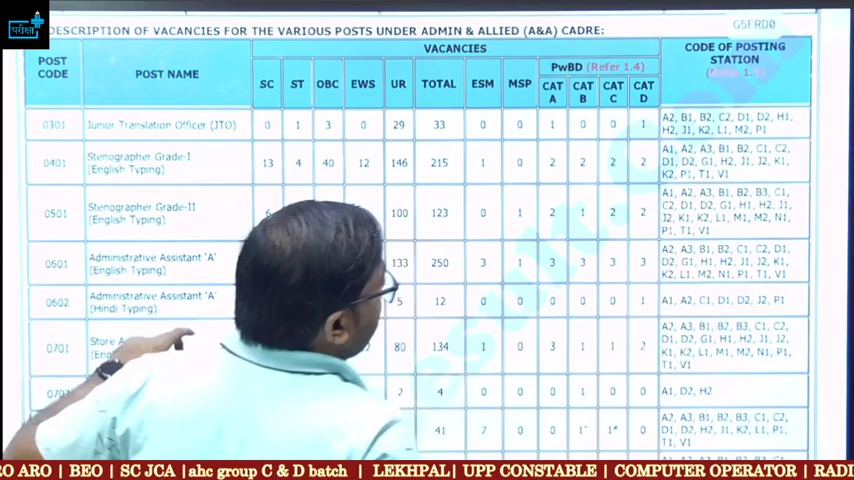 परीक्षा
DESCRIPTION OF VACANCIES FOR THE VARIOUS POSTS UNDER ADMIN & ALLIED (A&A) CADRE:
G5FRD0
POST CODE POST NAME VACANCIES CODE OF POSTING STATION
SC ST OBC EWS UR TOTAL ESM MSP PwBD (Refer 1.4)
CAT A CAT B CAT C CAT D
0301 Junior Translation Officer (JTO) 0 1 3 0 29 33 0 0 1 0 0 1 A2, B1, B2, C2, D1, D2, H1,
H2, J1, K2, L1, M2, P1
0401 Stenographer Grade-I
(English Typing) 13 4 40 12 146 215 1 0 2 2 2 2 A1, A2, A3, B1, B2, C1, C2,
D1, D2, G1, H2, J1, J2, K1,
K2, P1, T1, V1
0501 Stenographer Grade-II
(English Typing) 100 123 0 1 2 1 2 2 A1, A2, A3, B1, B2, B3, C1,
C2, D1, D2, G1, H1, H2, J1,
J2, K1, K2, L1, M1, M2, N1,
P1, T1, V1
0601 Administrative Assistant 'A'
(English Typing) 133 250 3 1 3 3 3 3 A2, A3, B1, B2, C1, C2, D1,
D2, G1, H1, H2, J1, J2, K1,
K2, L1, M2, N1, P1, T1, V1
0602 Administrative Assistant 'A'
(Hindi Typing) 5 12 0 0 0 0 0 1 A1, A2, C1, D1, D2, J2, P1
0701 Store 80 134 1 0 3 1 1 2 A2, A3, B1, B2, B3, C1, C2,
D1, D2, G1, H1, H2, J1, J2,
K1, K2, L1, M1, M2, N1, P1,
T1, V1
2 4 0 0 0 1 0 0 A1, D2, H2
41 7 0 0 1* 1# 0 A2, A3, B1, B2, B3, C1, C2,
D1, D2, H2, J1, K2, L1, P1,
T1, V1
RO ARO | BEO | SC JCA |ahc group C & D batch | LEKHPAL| UPP CONSTABLE | COMPUTER OPERATOR | RADI